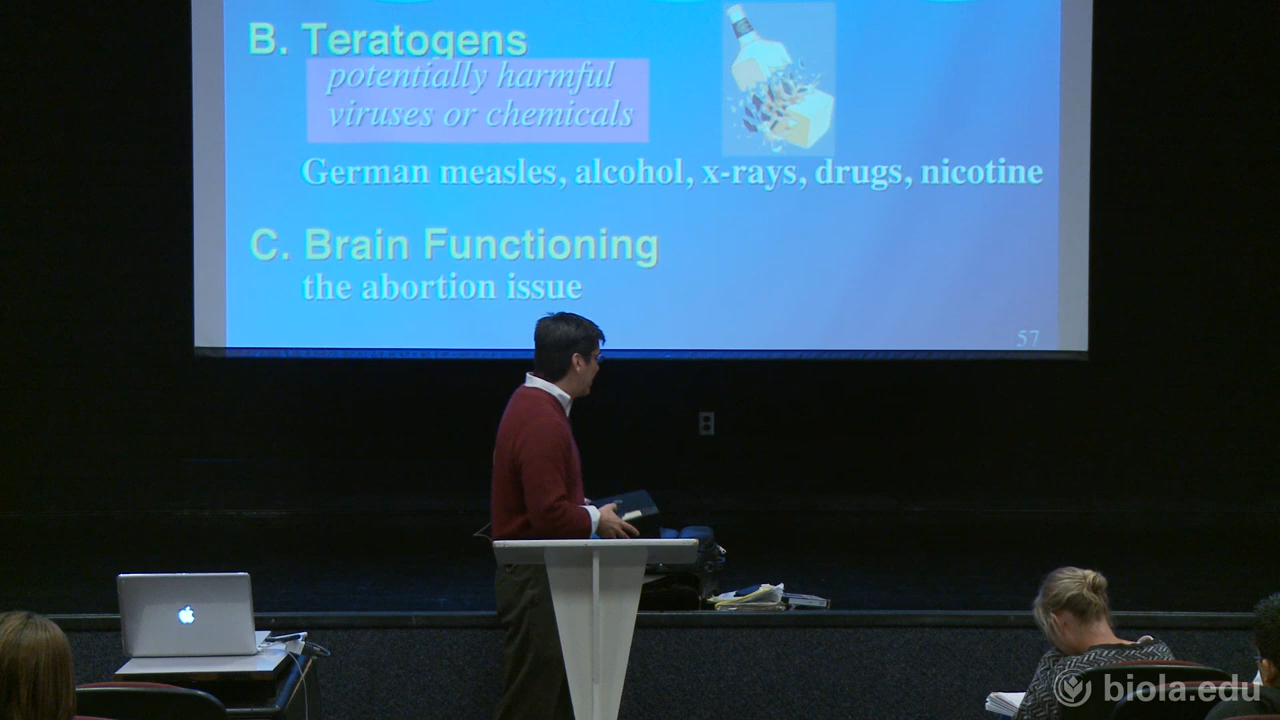 B. Teratogens
potentially harmful
viruses or chemicals
German measles, alcohol, x-rays, drugs, nicotine
C. Brain Functioning
the abortion issue
57
biola.edu